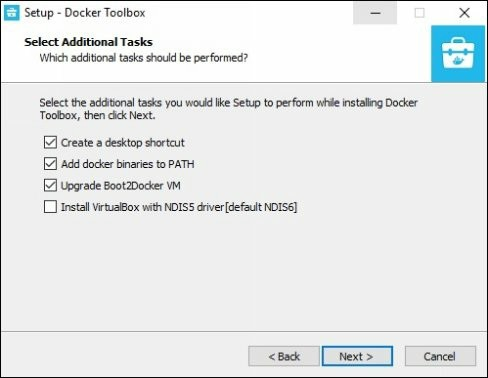 Setup - Docker Toolbox
Select Additional Tasks
Which additional tasks should be performed?
Select the additional tasks you would like Setup to perform while installing Docker
Toolbox, then click Next.
Create a desktop shortcut
Add docker binaries to PATH
Upgrade Boot2Docker VM
Install VirtualBox with NDIS5 driver[default NDIS6]
< Back
Next >
Cancel